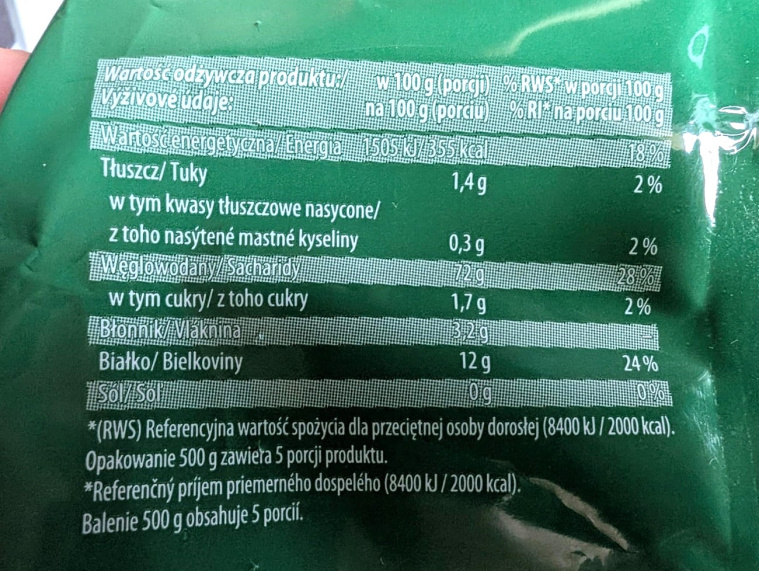 Wartość odżywcza produktu:/ w 100 g (porcji) % RWS* w porcji 100 g
Výživové údaje: na 100 g (porciu) % RI* na porciu 100 g
Wartość energetyczna/ Energia 1505 kJ/355 kcal 18 %
Tłuszcz/ Tuky 1,4 g 2 %
w tym kwasy tłuszczowe nasycone/
z toho nasýtené mastné kyseliny 0,3 g 2 %
Węglowodany/ Sacharidy 72 g 28 %
w tym cukry/ z toho cukry 1,7 g 2 %
Błonnik/ Vláknina 3,2 g -
Białko/ Bielkoviny 12 g 24 %
Sól/ Soľ 0 g 0 %
*(RWS) Referencyjna wartość spożycia dla przeciętnej osoby dorosłej (8400 kJ / 2000 kcal).
Opakowanie 500 g zawiera 5 porcji produktu.
*Referenčný príjem priemerného dospelého (8400 kJ / 2000 kcal).
Balenie 500 g obsahuje 5 porcií.